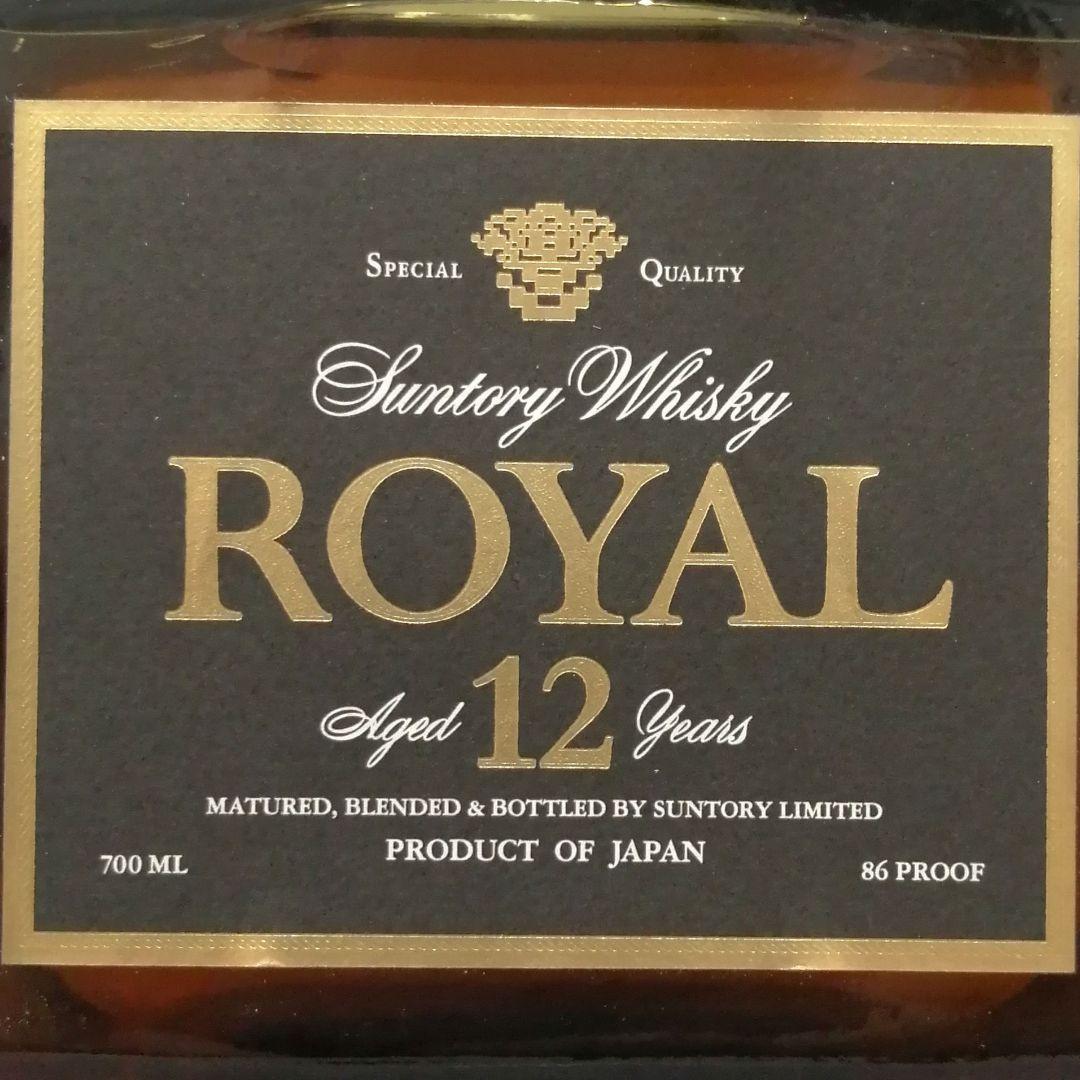 SPECIAL QUALITY
Suntory Whisky
ROYAL
Aged 12 Years
MATURED, BLENDED & BOTTLED BY SUNTORY LIMITED
PRODUCT OF JAPAN
700 ML 86 PROOF